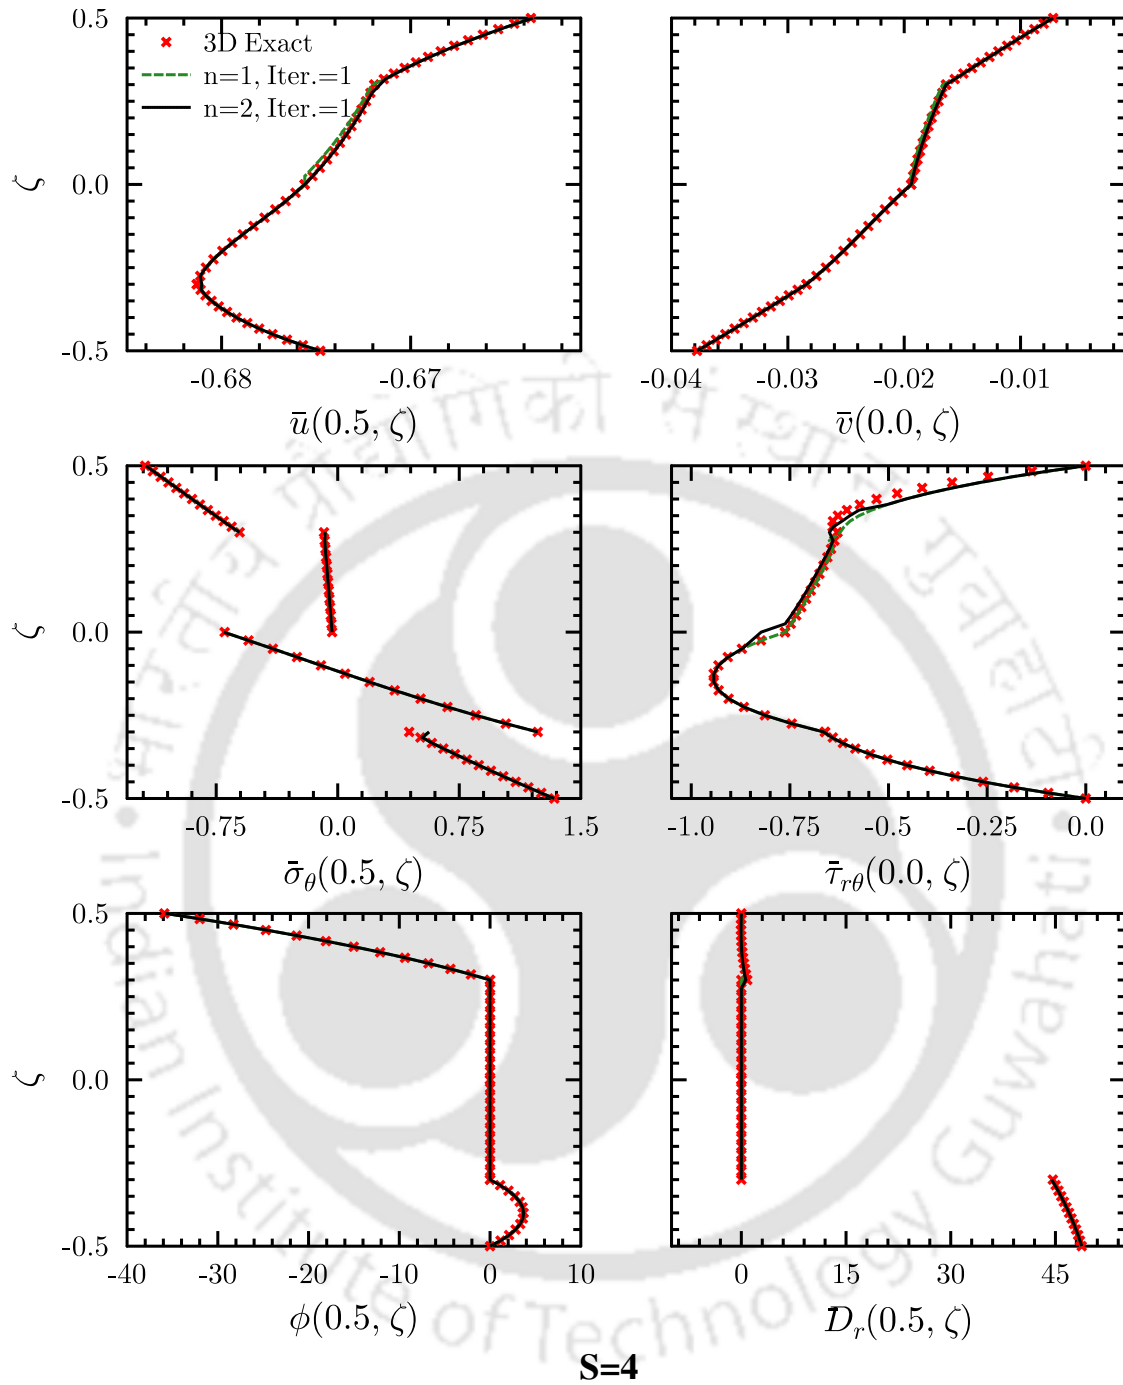 3D Exact
n=1, Iter.=1
n=2, Iter.=1
ζ
0.5
0.0
-0.5
-0.68 -0.67
ū(0.5, ζ)
-0.04 -0.03 -0.02 -0.01
v̄(0.0, ζ)
ζ
0.5
0.0
-0.5
-0.75 0.0 0.75 1.5
σ̄_θ(0.5, ζ)
-1.0 -0.75 -0.5 -0.25 0.0
τ̄_rθ(0.0, ζ)
ζ
0.5
0.0
-0.5
-40 -30 -20 -10 0 10
ϕ(0.5, ζ)
0 15 30 45
D̄_r(0.5, ζ)
S=4
Indian Institute of Technology Guwahati